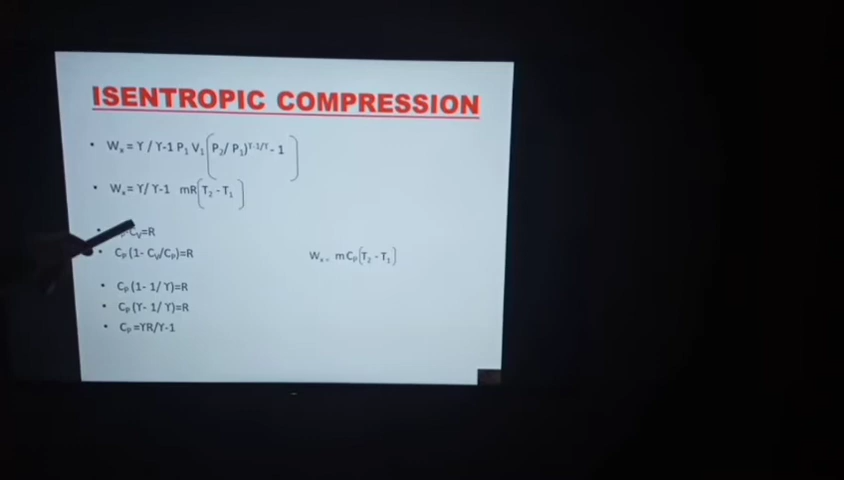 ISENTROPIC COMPRESSION
• Wₓ = ϒ / ϒ-1 P₁ V₁ [P₂/ P₁)^ϒ-1/ϒ - 1]
• Wₓ= ϒ/ ϒ-1 mR[T₂ - T₁]
• Cᵥ=R
• Cₚ (1- Cᵥ/Cₚ)=R
Wₓ₌ mCₚ[T₂ - T₁]
• Cₚ (1- 1/ ϒ)=R
• Cₚ (ϒ- 1/ ϒ)=R
• Cₚ =ϒR/ϒ-1